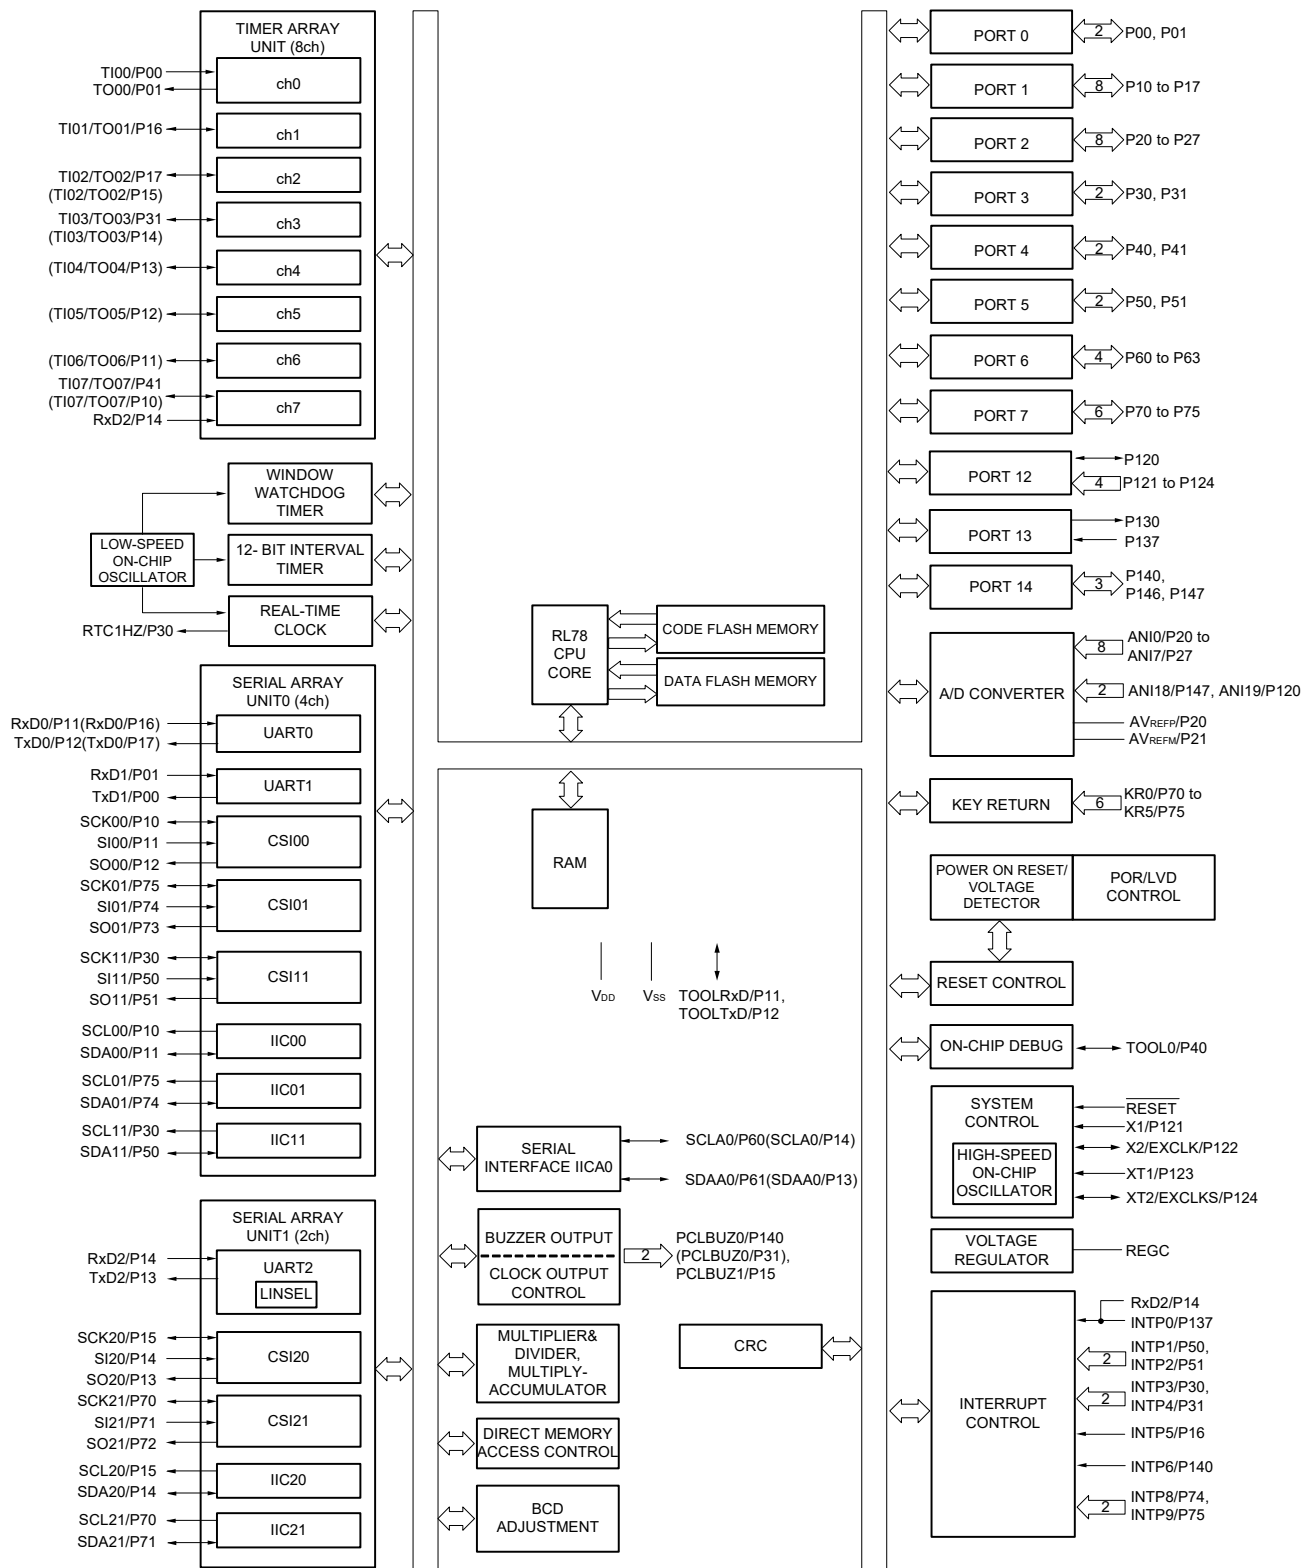 TIMER ARRAY
UNIT (8ch)
TI00/P00
TO00/P01
ch0
TI01/TO01/P16
ch1
TI02/TO02/P17
(TI02/TO02/P15)
ch2
TI03/TO03/P31
(TI03/TO03/P14)
ch3
(TI04/TO04/P13)
ch4
(TI05/TO05/P12)
ch5
(TI06/TO06/P11)
ch6
TI07/TO07/P41
(TI07/TO07/P10)
RxD2/P14
ch7
WINDOW
WATCHDOG
TIMER
LOW-SPEED
ON-CHIP
OSCILLATOR
12- BIT INTERVAL
TIMER
REAL-TIME
CLOCK
RTC1HZ/P30
SERIAL ARRAY
UNIT0 (4ch)
RxD0/P11(RxD0/P16)
TxD0/P12(TxD0/P17)
UART0
RxD1/P01
TxD1/P00
UART1
SCK00/P10
SI00/P11
SO00/P12
CSI00
SCK01/P75
SI01/P74
SO01/P73
CSI01
SCK11/P30
SI11/P50
SO11/P51
CSI11
SCL00/P10
SDA00/P11
IIC00
SCL01/P75
SDA01/P74
IIC01
SCL11/P30
SDA11/P50
IIC11
SERIAL ARRAY
UNIT1 (2ch)
RxD2/P14
TxD2/P13
UART2
LINSEL
SCK20/P15
SI20/P14
SO20/P13
CSI20
SCK21/P70
SI21/P71
SO21/P72
CSI21
SCL20/P15
SDA20/P14
IIC20
SCL21/P70
SDA21/P71
IIC21
RL78
CPU
CORE
CODE FLASH MEMORY
DATA FLASH MEMORY
RAM
VDD
VSS
TOOLRxD/P11,
TOOLTxD/P12
SERIAL
INTERFACE IICA0
SCLA0/P60(SCLA0/P14)
SDAA0/P61(SDAA0/P13)
BUZZER OUTPUT
CLOCK OUTPUT
CONTROL
2
PCLBUZ0/P140
(PCLBUZ0/P31),
PCLBUZ1/P15
MULTIPLIER&
DIVIDER,
MULTIPLY-
ACCUMULATOR
CRC
DIRECT MEMORY
ACCESS CONTROL
BCD
ADJUSTMENT
PORT 0
2
P00, P01
PORT 1
8
P10 to P17
PORT 2
8
P20 to P27
PORT 3
2
P30, P31
PORT 4
2
P40, P41
PORT 5
2
P50, P51
PORT 6
4
P60 to P63
PORT 7
6
P70 to P75
PORT 12
P120
4
P121 to P124
PORT 13
P130
P137
PORT 14
3
P140,
P146, P147
A/D CONVERTER
8
ANI0/P20 to
ANI7/P27
2
ANI18/P147, ANI19/P120
AVREFP/P20
AVREFM/P21
KEY RETURN
6
KR0/P70 to
KR5/P75
POWER ON RESET/
VOLTAGE
DETECTOR
POR/LVD
CONTROL
RESET CONTROL
ON-CHIP DEBUG
TOOL0/P40
SYSTEM
CONTROL
HIGH-SPEED
ON-CHIP
OSCILLATOR
RESET
X1/P121
X2/EXCLK/P122
XT1/P123
XT2/EXCLKS/P124
VOLTAGE
REGULATOR
REGC
INTERRUPT
CONTROL
RxD2/P14
INTP0/P137
2
INTP1/P50,
INTP2/P51
2
INTP3/P30,
INTP4/P31
INTP5/P16
INTP6/P140
2
INTP8/P74,
INTP9/P75